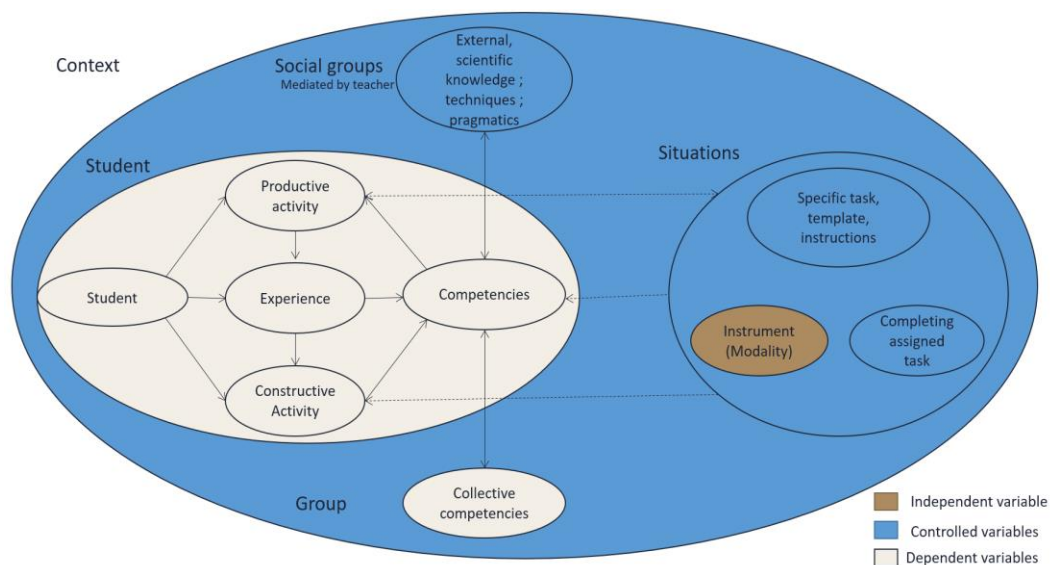 Context
Social groups
Mediated by teacher
External,
scientific
knowledge ;
techniques ;
pragmatics
Student
Situations
Productive
activity
Specific task,
template,
instructions
Student
Experience
Competencies
Instrument
(Modality)
Completing
assigned
task
Constructive
Activity
Group
Collective
competencies
Independent variable
Controlled variables
Dependent variables